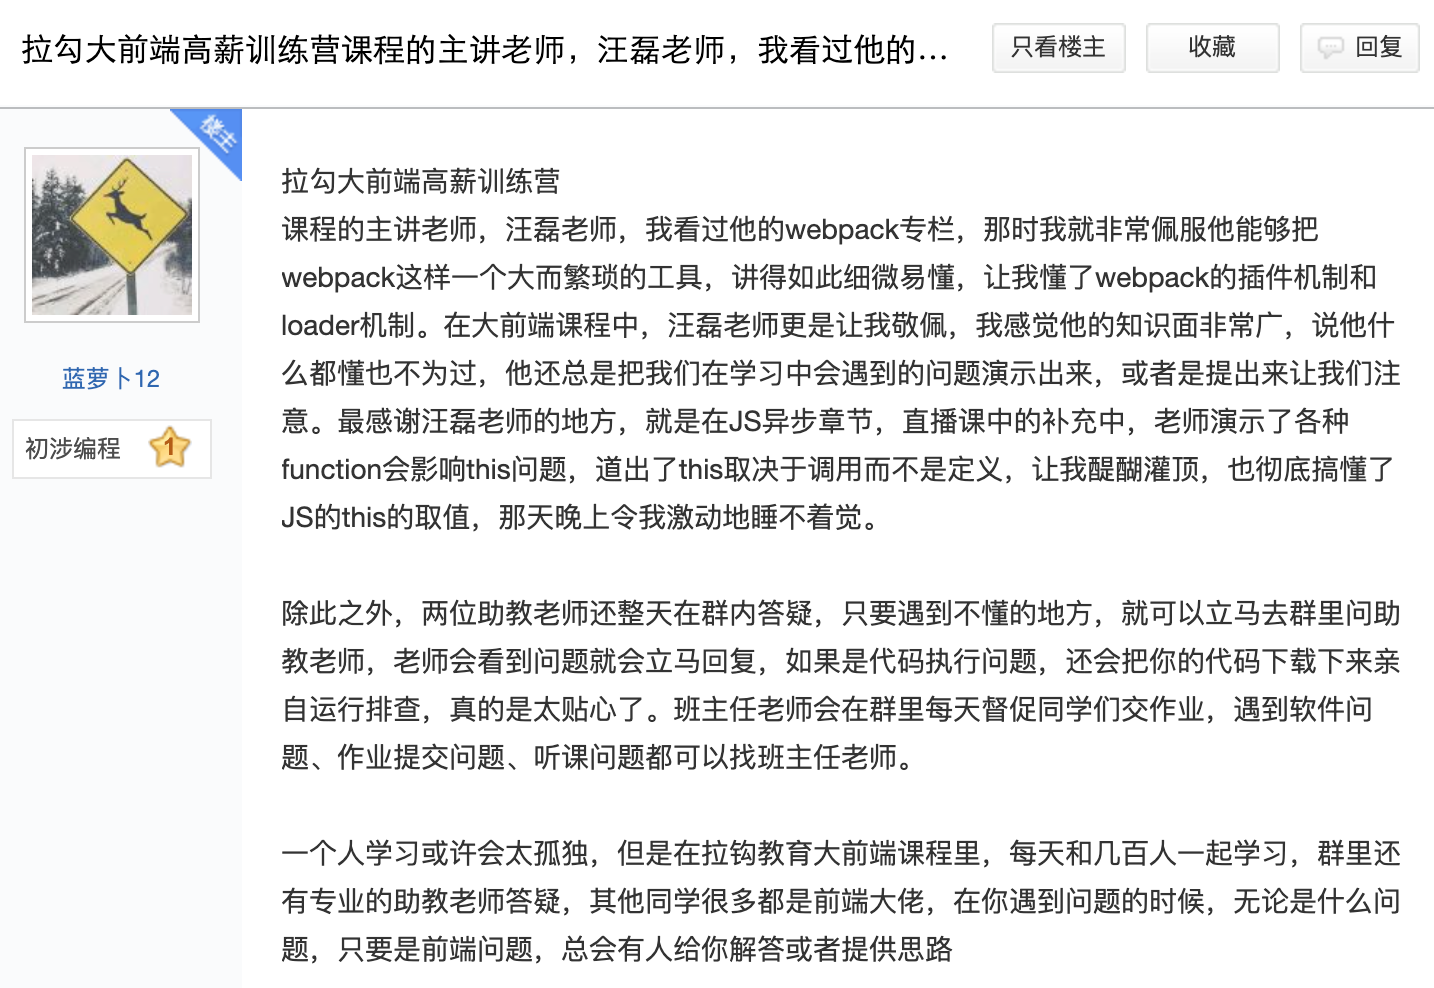 拉勾大前端高薪训练营课程的主讲老师，汪磊老师，我看过他的...
只看楼主
收藏
回复
楼主
蓝萝卜12
初涉编程
1
拉勾大前端高薪训练营
课程的主讲老师，汪磊老师，我看过他的webpack专栏，那时我就非常佩服他能够把
webpack这样一个大而繁琐的工具，讲得如此细微易懂，让我懂了webpack的插件机制和
loader机制。在大前端课程中，汪磊老师更是让我敬佩，我感觉他的知识面非常广，说他什
么都懂也不为过，他还总是把我们在学习中会遇到的问题演示出来，或者是提出来让我们注
意。最感谢汪磊老师的地方，就是在JS异步章节，直播课中的补充中，老师演示了各种
function会影响this问题，道出了this取决于调用而不是定义，让我醍醐灌顶，也彻底搞懂了
JS的this的取值，那天晚上令我激动地睡不着觉。
除此之外，两位助教老师还整天在群内答疑，只要遇到不懂的地方，就可以立马去群里问助
教老师，老师会看到问题就会立马回复，如果是代码执行问题，还会把你的代码下载下来亲
自运行排查，真的是太贴心了。班主任老师会在群里每天督促同学们交作业，遇到软件问
题、作业提交问题、听课问题都可以找班主任老师。
一个人学习或许会太孤独，但是在拉钩教育大前端课程里，每天和几百人一起学习，群里还
有专业的助教老师答疑，其他同学很多都是前端大佬，在你遇到问题的时候，无论是什么问
题，只要是前端问题，总会有人给你解答或者提供思路